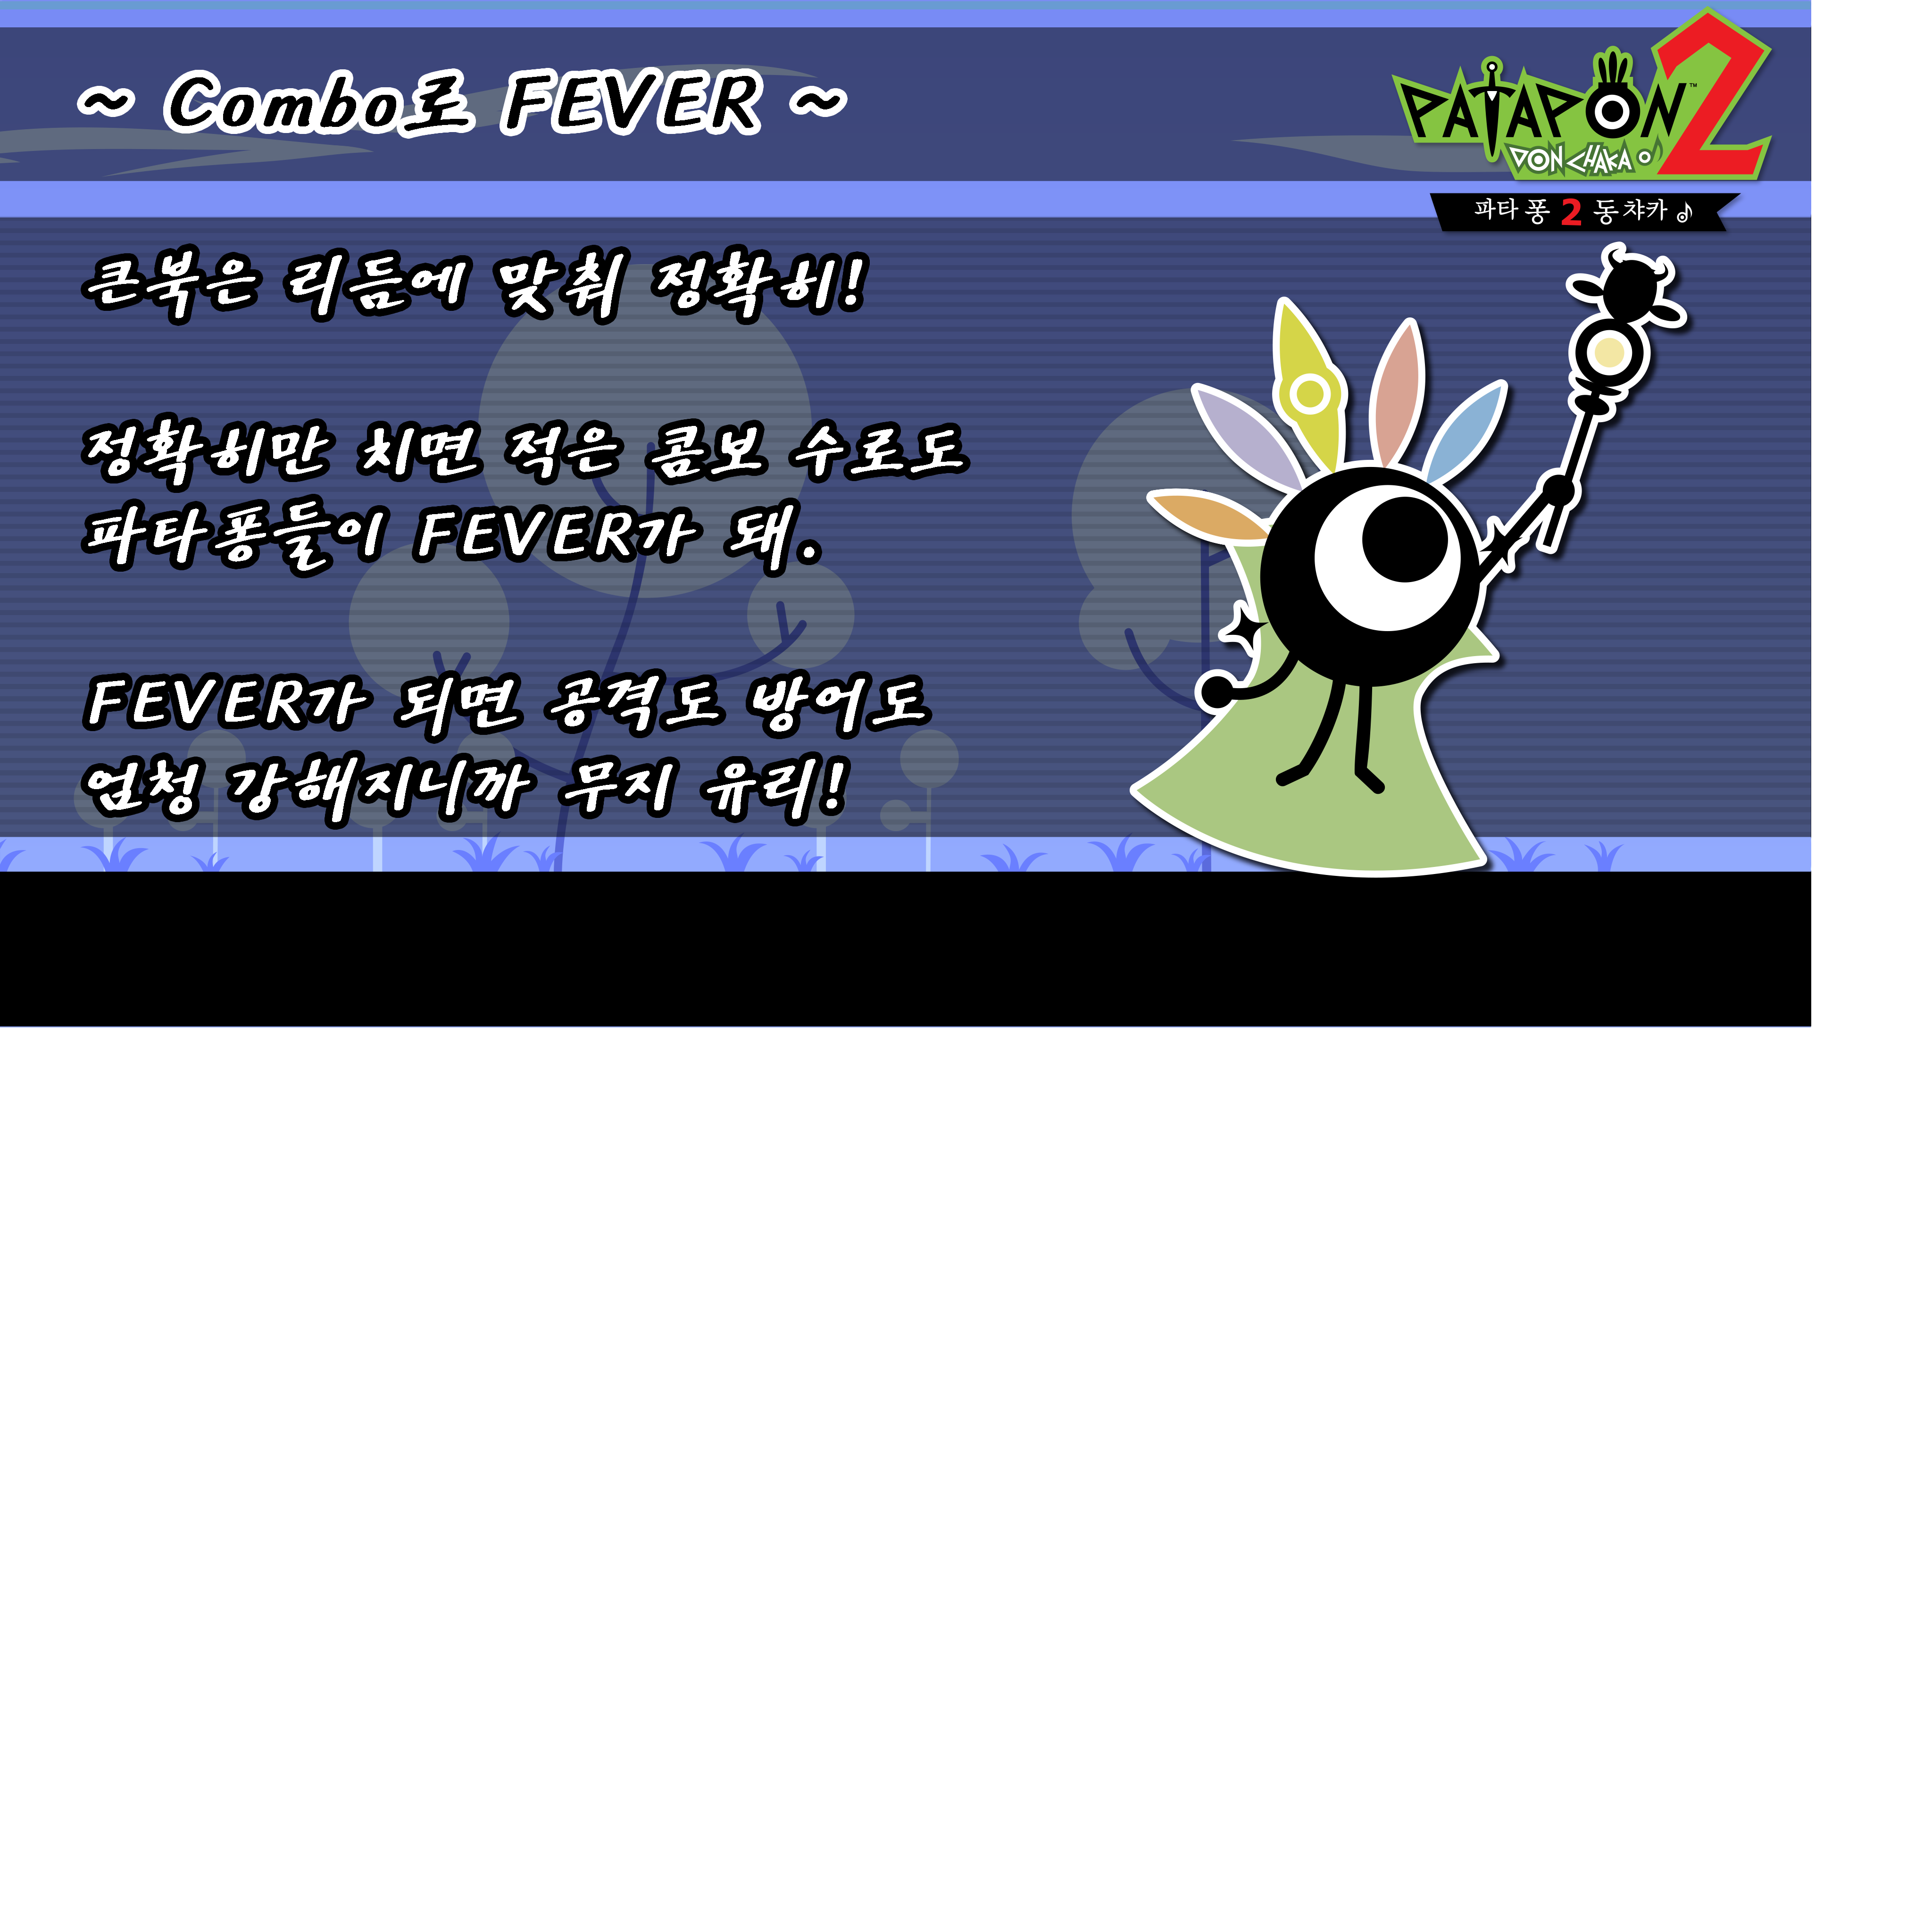 ~ Combo로 FEVER ~
PATAPON 2™
DON CHAKA♪
파타퐁 2 동챠카♪
큰북은 리듬에 맞춰 정확히!
정확히만 치면 적은 콤보 수로도
파타퐁들이 FEVER가 돼.
FEVER가 되면 공격도 방어도
엄청 강해지니까 무지 유리!